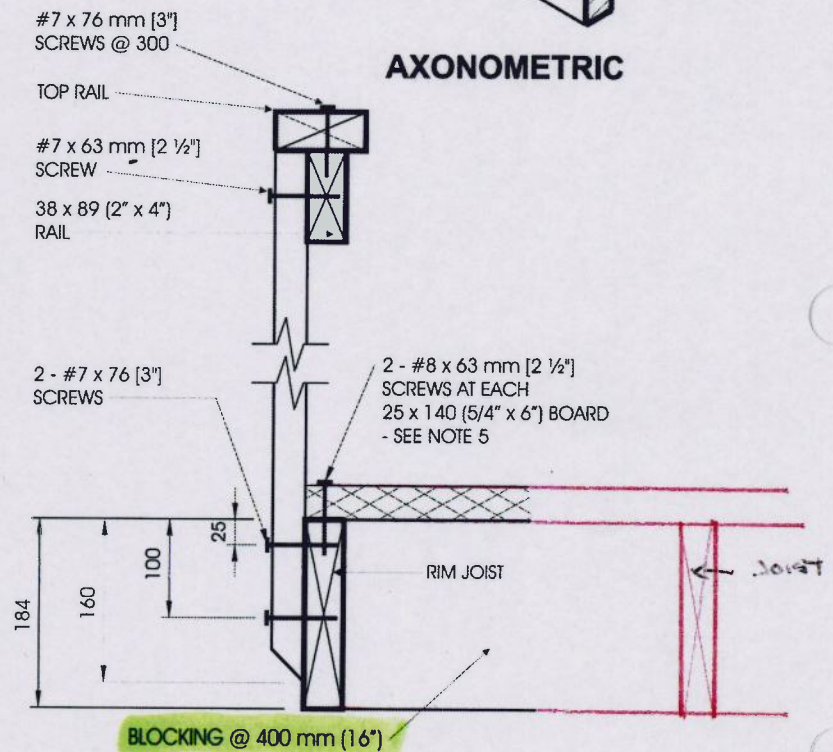 #7 x 76 mm [3"]
SCREWS @ 300
AXONOMETRIC
TOP RAIL
#7 x 63 mm [2 ½"]
SCREW
38 x 89 (2" x 4")
RAIL
2 - #7 x 76 [3"]
SCREWS
2 - #8 x 63 mm [2 ½"]
SCREWS AT EACH
25 x 140 (5/4" x 6") BOARD
- SEE NOTE 5
25
100
160
184
RIM JOIST
BLOCKING @ 400 mm (16")